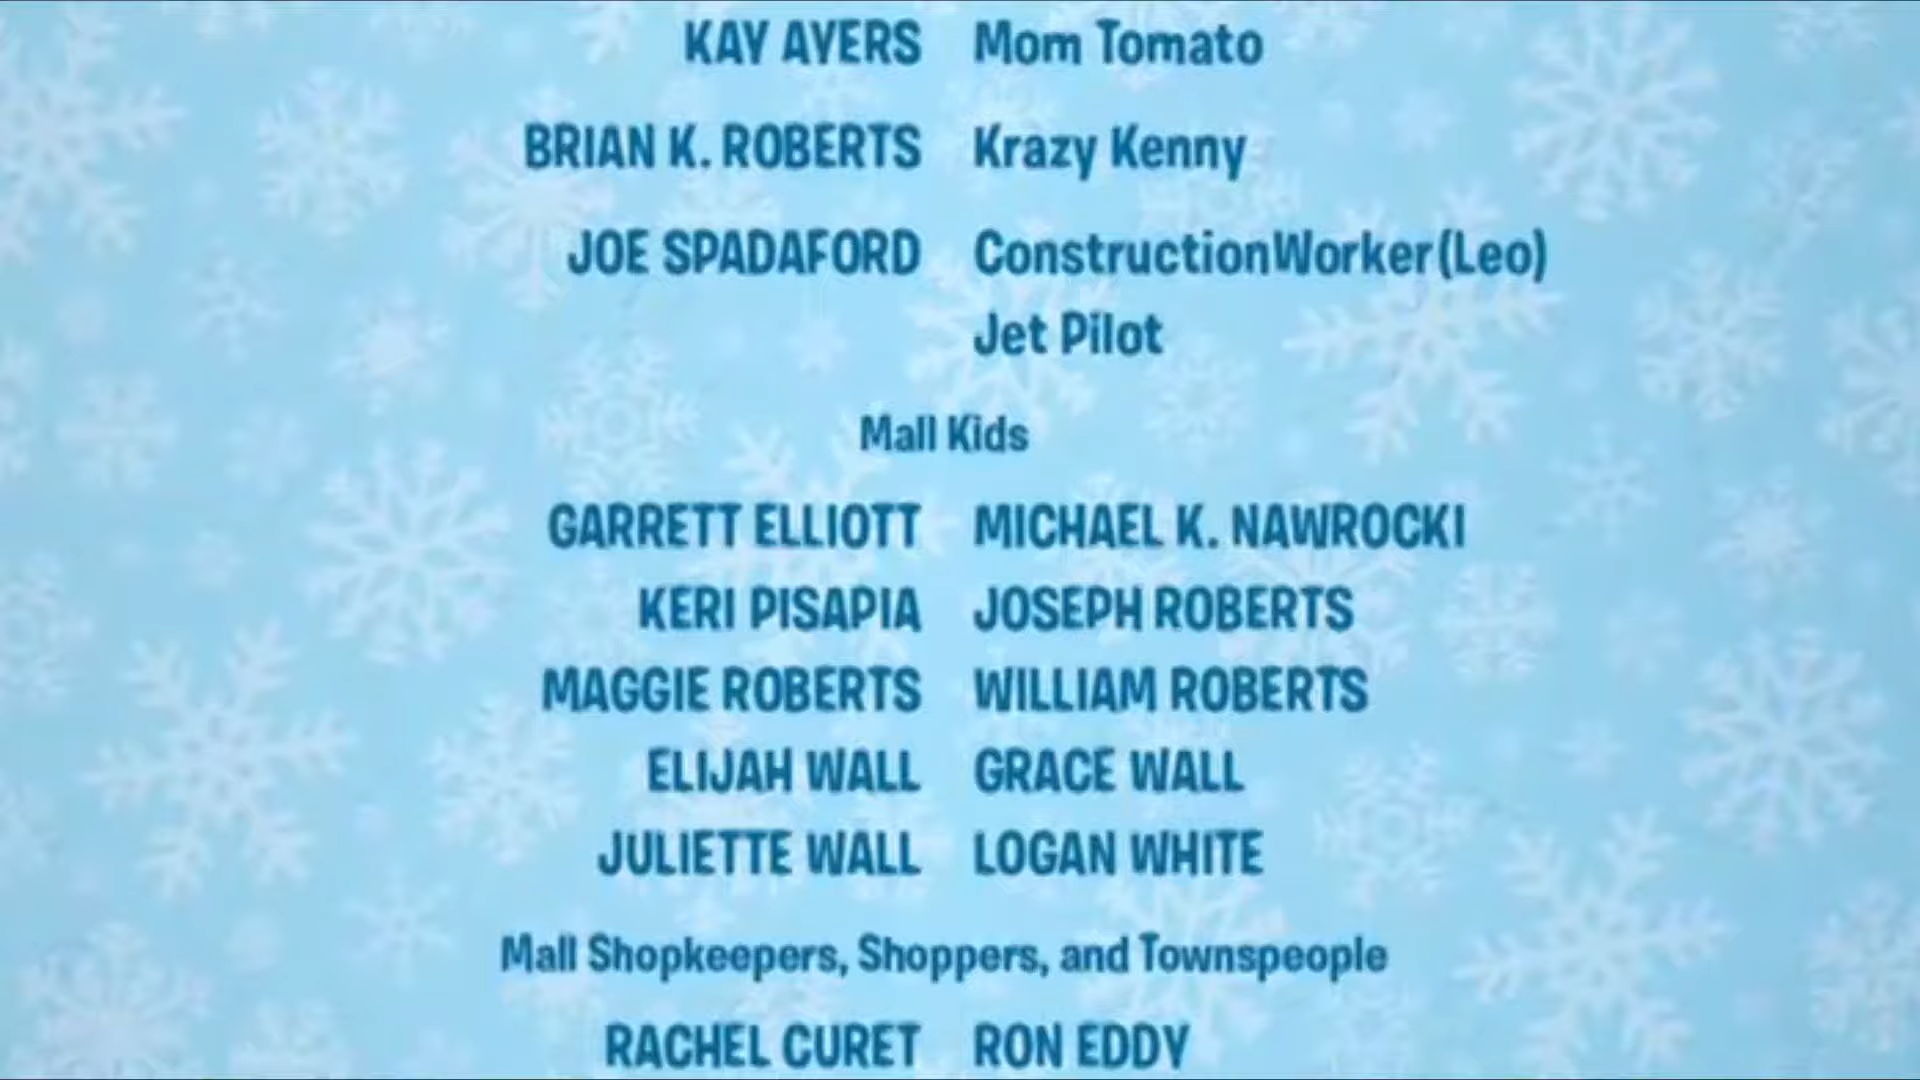 KAY AYERS Mom Tomato
BRIAN K. ROBERTS Krazy Kenny
JOE SPADAFORD ConstructionWorker(Leo)
Jet Pilot
Mall Kids
GARRETT ELLIOTT MICHAEL K. NAWROCKI
KERI PISAPIA JOSEPH ROBERTS
MAGGIE ROBERTS WILLIAM ROBERTS
ELIJAH WALL GRACE WALL
JULIETTE WALL LOGAN WHITE
Mall Shopkeepers, Shoppers, and Townspeople
RACHEL CURET RON EDDY